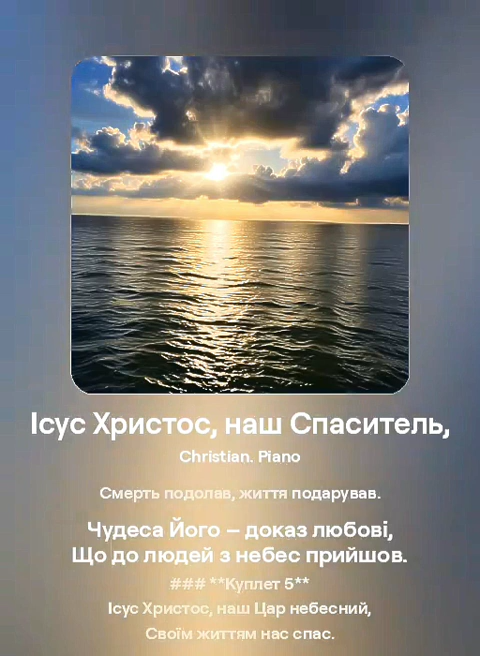 Ісус Христос, наш Спаситель,
Christian. Piano
Смерть подолав, життя подарував.
Чудеса Його – доказ любові,
Що до людей з небес прийшов.
### **Куплет 5**
Ісус Христос, наш Цар небесний,
Своїм життям нас спас.